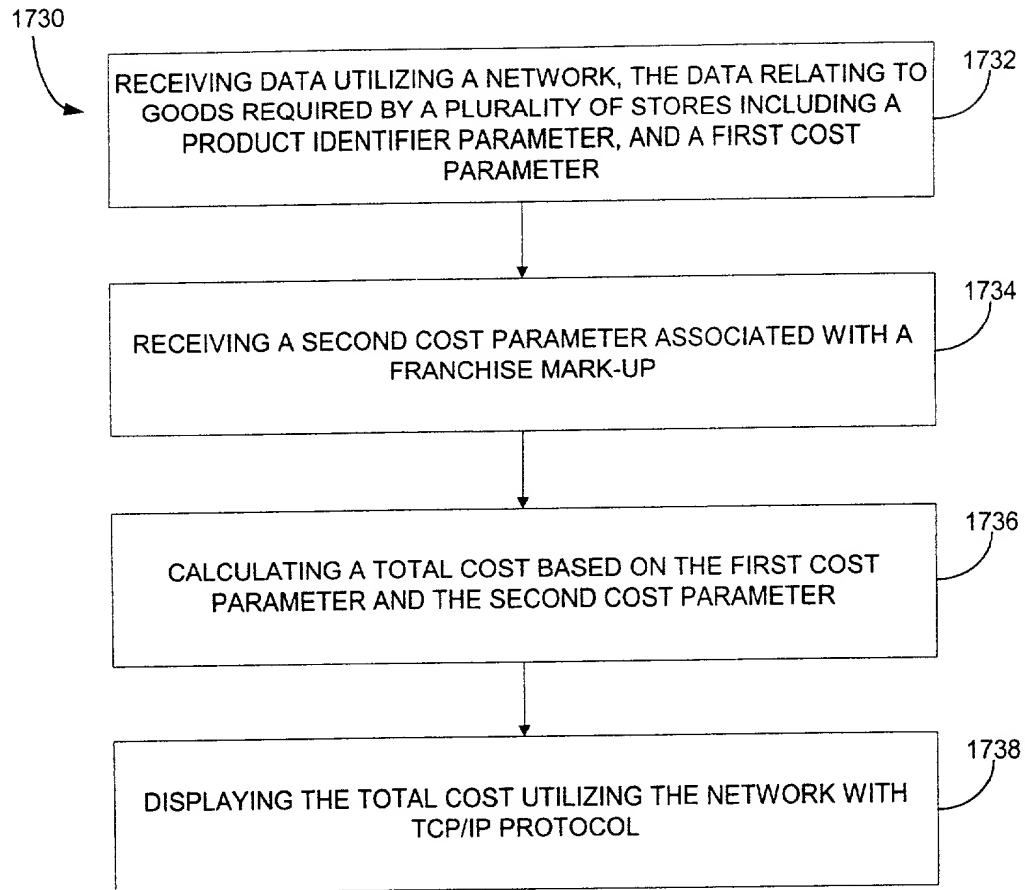 1730
RECEIVING DATA UTILIZING A NETWORK, THE DATA RELATING TO
GOODS REQUIRED BY A PLURALITY OF STORES INCLUDING A
PRODUCT IDENTIFIER PARAMETER, AND A FIRST COST
PARAMETER
1732
RECEIVING A SECOND COST PARAMETER ASSOCIATED WITH A
FRANCHISE MARK-UP
1734
CALCULATING A TOTAL COST BASED ON THE FIRST COST
PARAMETER AND THE SECOND COST PARAMETER
1736
DISPLAYING THE TOTAL COST UTILIZING THE NETWORK WITH
TCP/IP PROTOCOL
1738